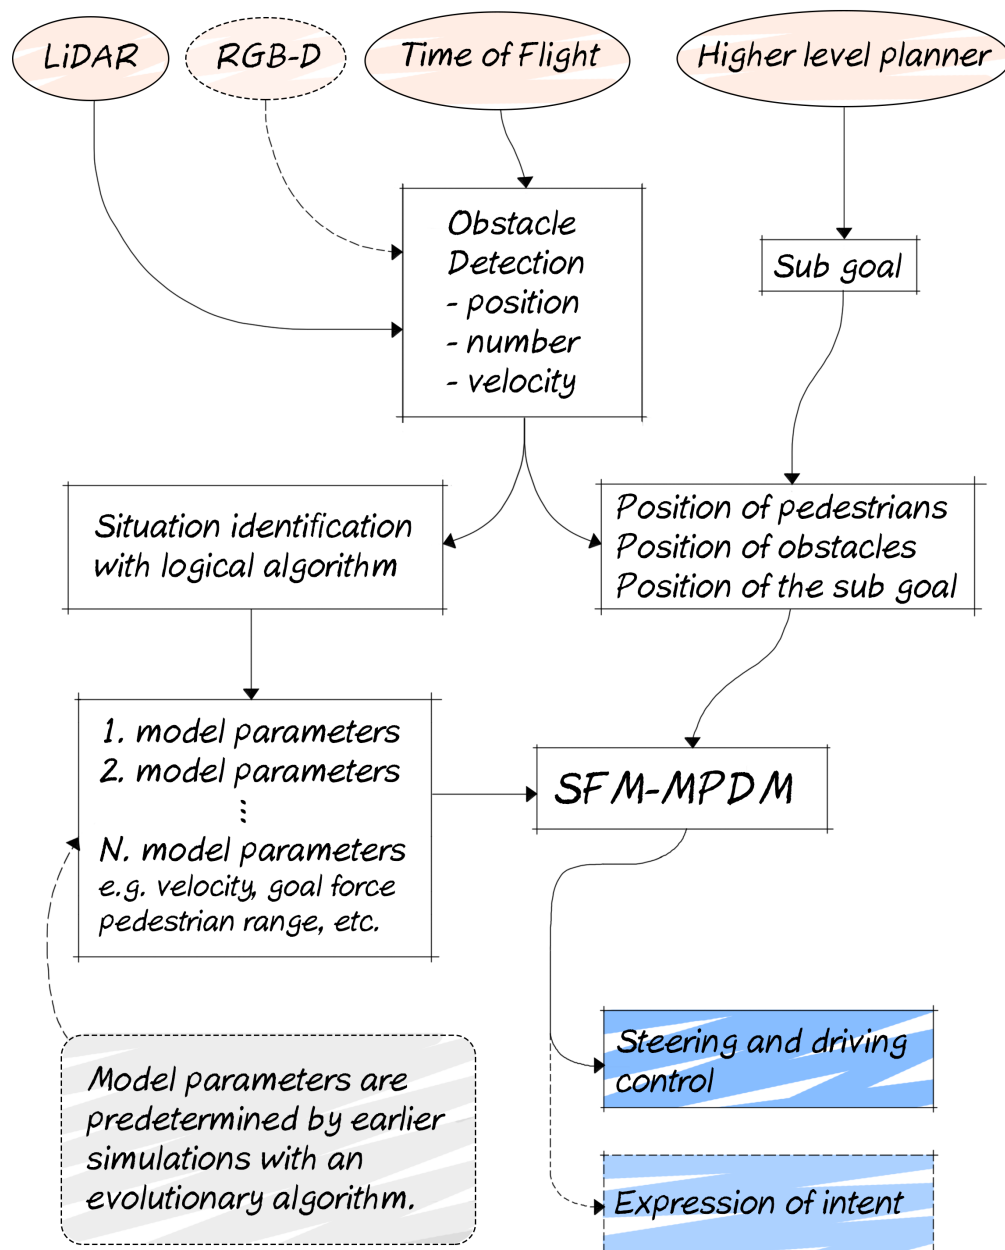 LiDAR
RGB-D
Time of Flight
Higher level planner
Obstacle
Detection
- position
- number
- velocity
Sub goal
Situation identification
with logical algorithm
Position of pedestrians
Position of obstacles
Position of the sub goal
1. model parameters
2. model parameters
⋮
N. model parameters
e.g. velocity, goal force
pedestrian range, etc.
SFM-MPDM
Model parameters are
predetermined by earlier
simulations with an
evolutionary algorithm.
Steering and driving
control
Expression of intent